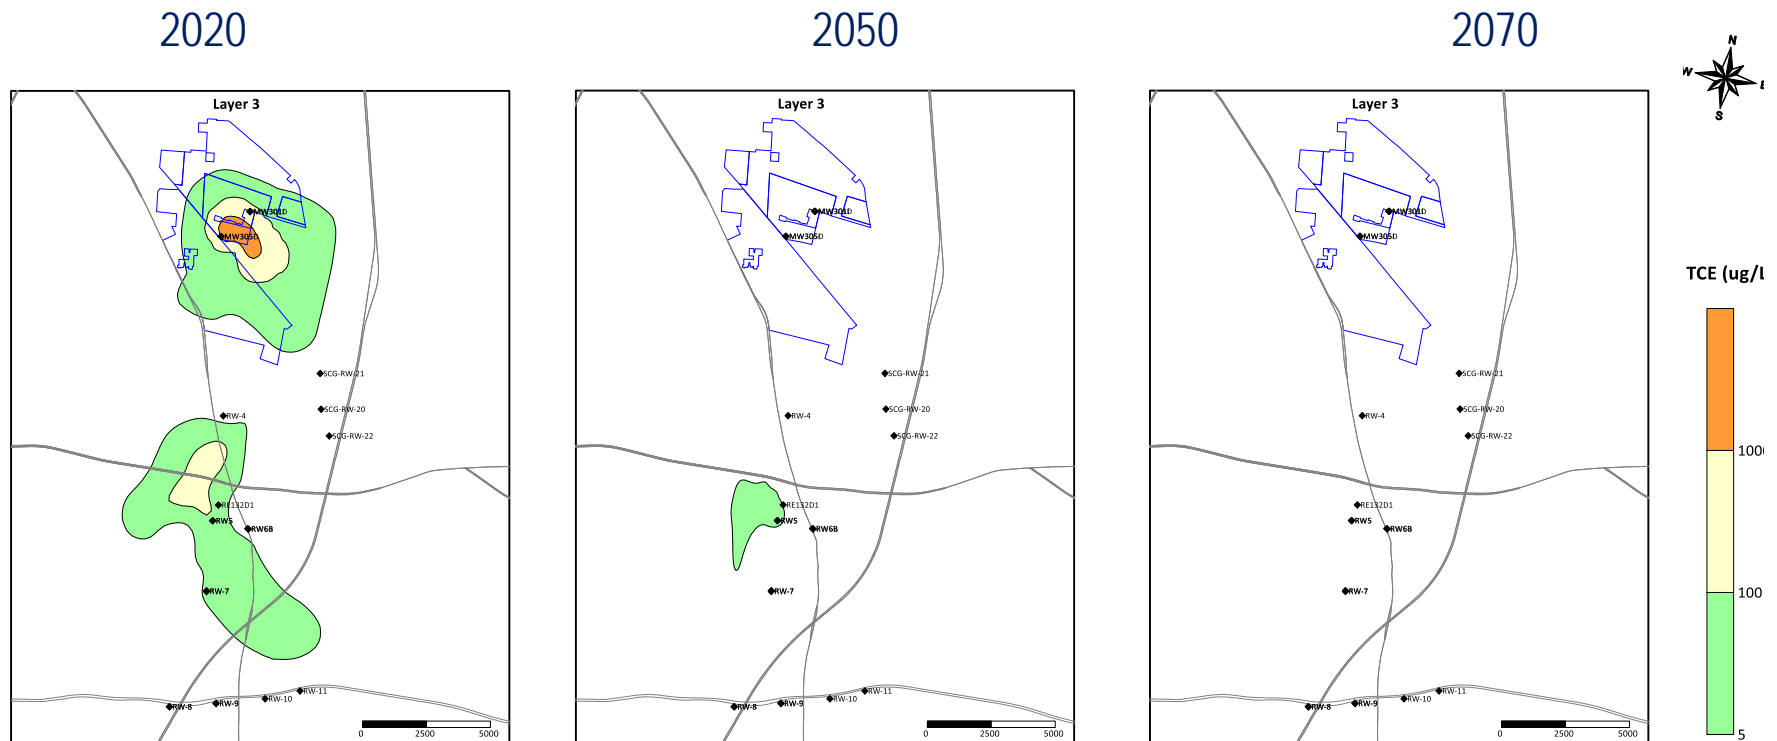 2020
2050
2070
N
W
E
S
Layer 3
MW301D
MW305D
SCG-RW-21
SCG-RW-20
RW-4
SCG-RW-22
RE132D1
RW5
RW6B
RW-7
RW-11
RW-10
RW-9
RW-8
0 2500 5000
Layer 3
MW301D
MW305D
SCG-RW-21
SCG-RW-20
RW-4
SCG-RW-22
RE132D1
RW5
RW6B
RW-7
RW-11
RW-10
RW-9
RW-8
0 2500 5000
Layer 3
MW301D
MW305D
SCG-RW-21
SCG-RW-20
RW-4
SCG-RW-22
RE132D1
RW5
RW6B
RW-7
RW-11
RW-10
RW-9
RW-8
0 2500 5000
TCE (ug/L
1000
100
5